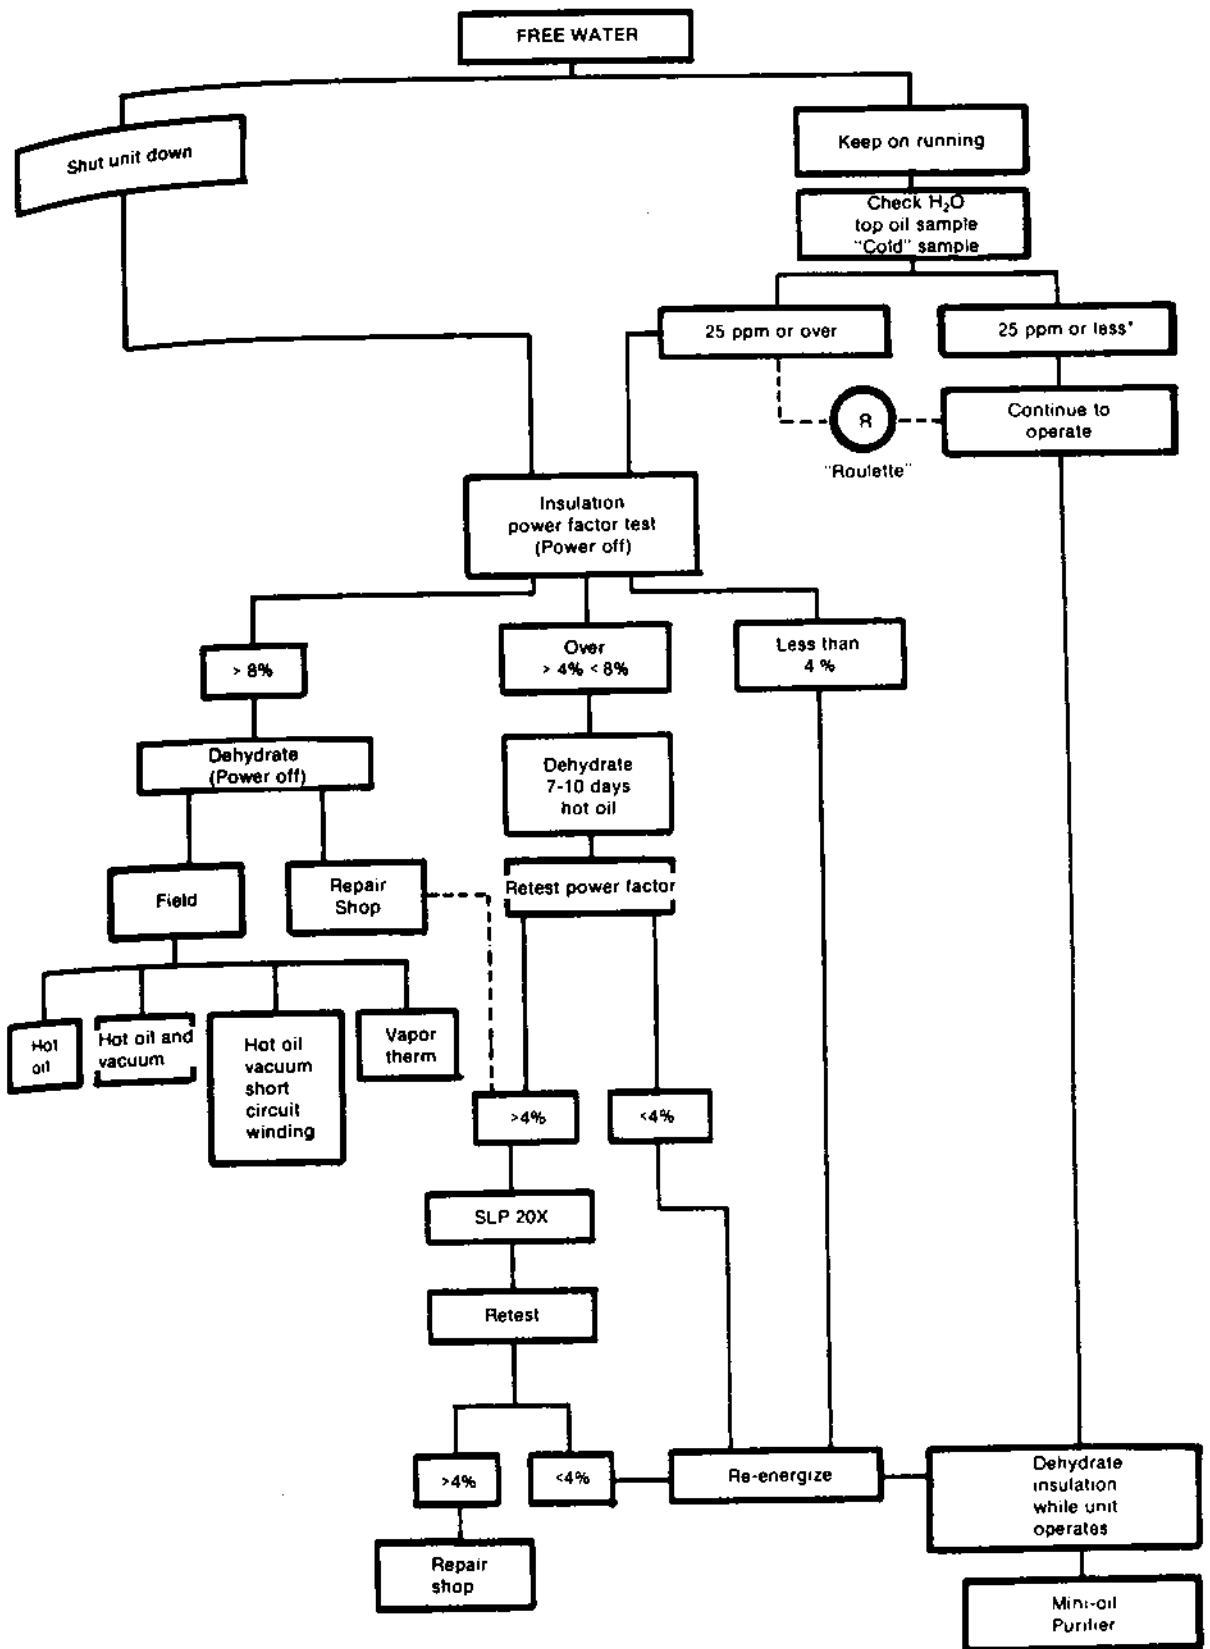 FREE WATER
Shut unit down
Keep on running
Check H₂O
top oil sample
"Cold" sample
25 ppm or over
25 ppm or less*
8
"Roulette"
Continue to
operate
Insulation
power factor test
(Power off)
> 8%
Over
> 4% < 8%
Less than
4 %
Dehydrate
(Power off)
Dehydrate
7-10 days
hot oil
Field
Repair
Shop
Retest power factor
Hot
oil
Hot oil and
vacuum
Hot oil
vacuum
short
circuit
winding
Vapor
therm
>4%
<4%
SLP 20X
Retest
>4%
<4%
Re-energize
Dehydrate
insulation
while unit
operates
Repair
shop
Mini-oil
Purifier